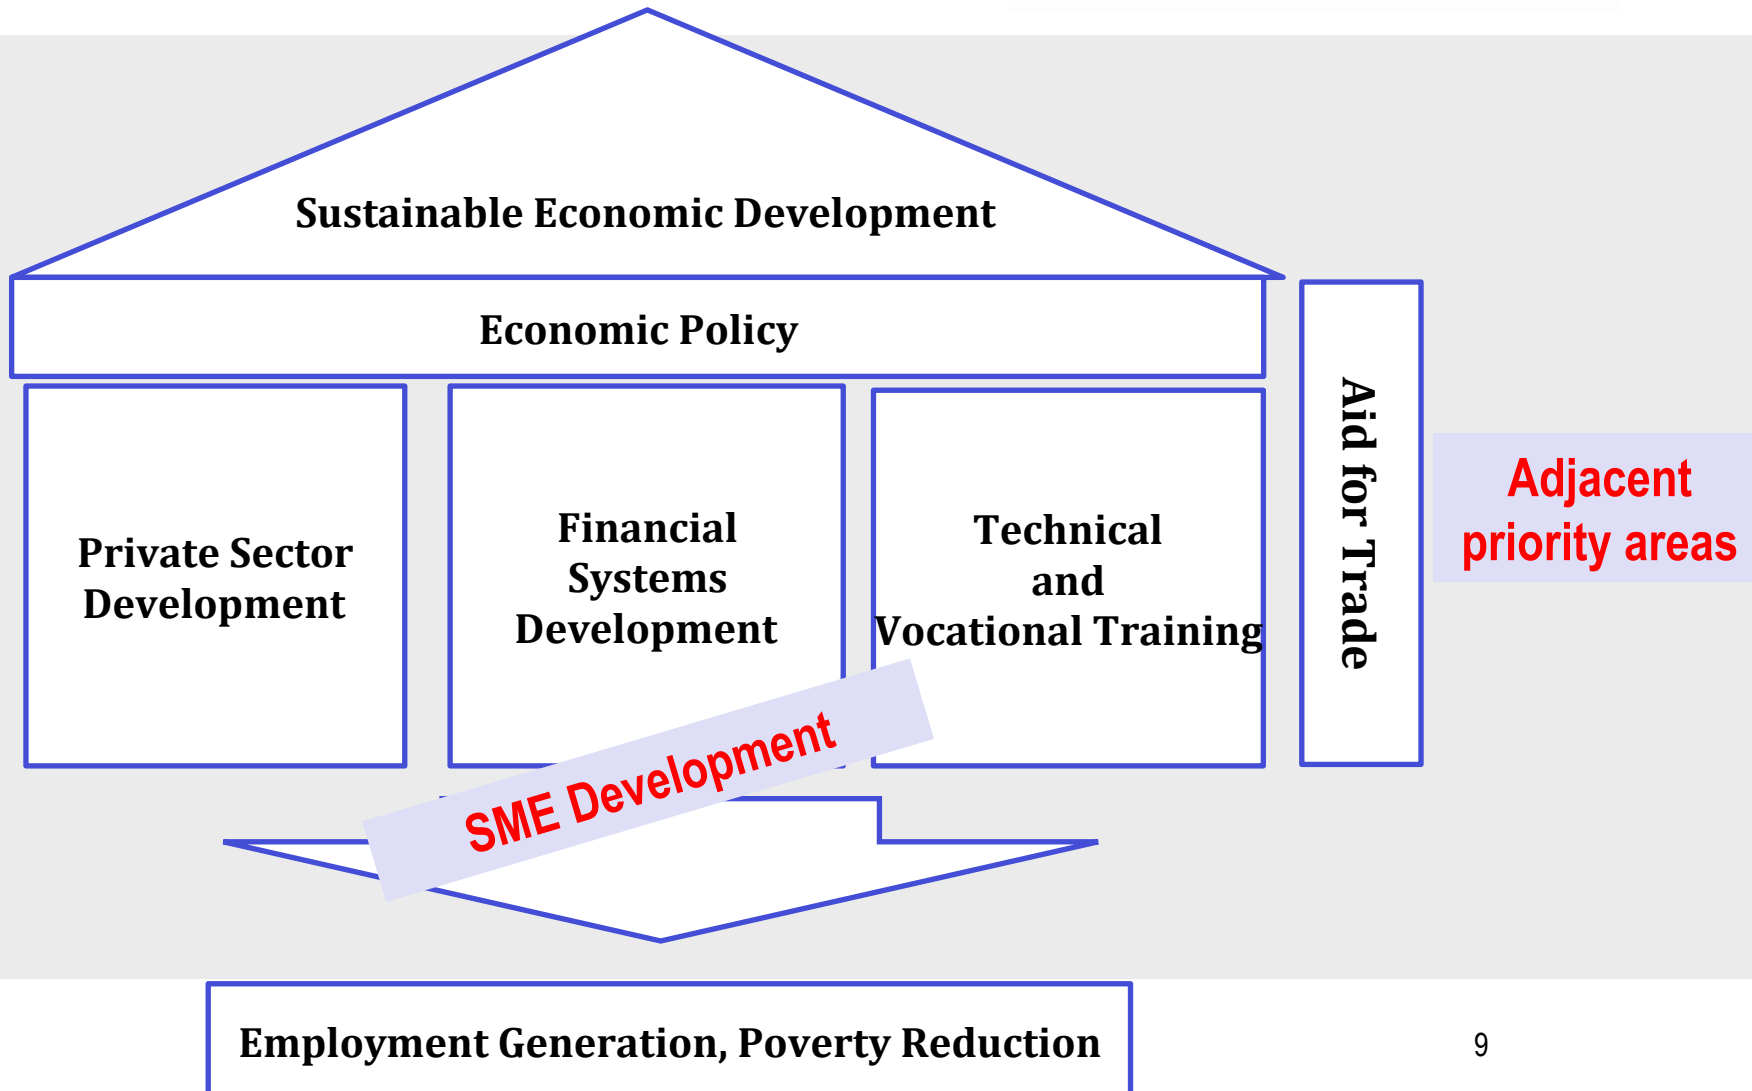 Sustainable Economic Development
Economic Policy
Private Sector
Development
Financial
Systems
Development
Technical
and
Vocational Training
Aid for Trade
Adjacent
priority areas
SME Development
Employment Generation, Poverty Reduction
9